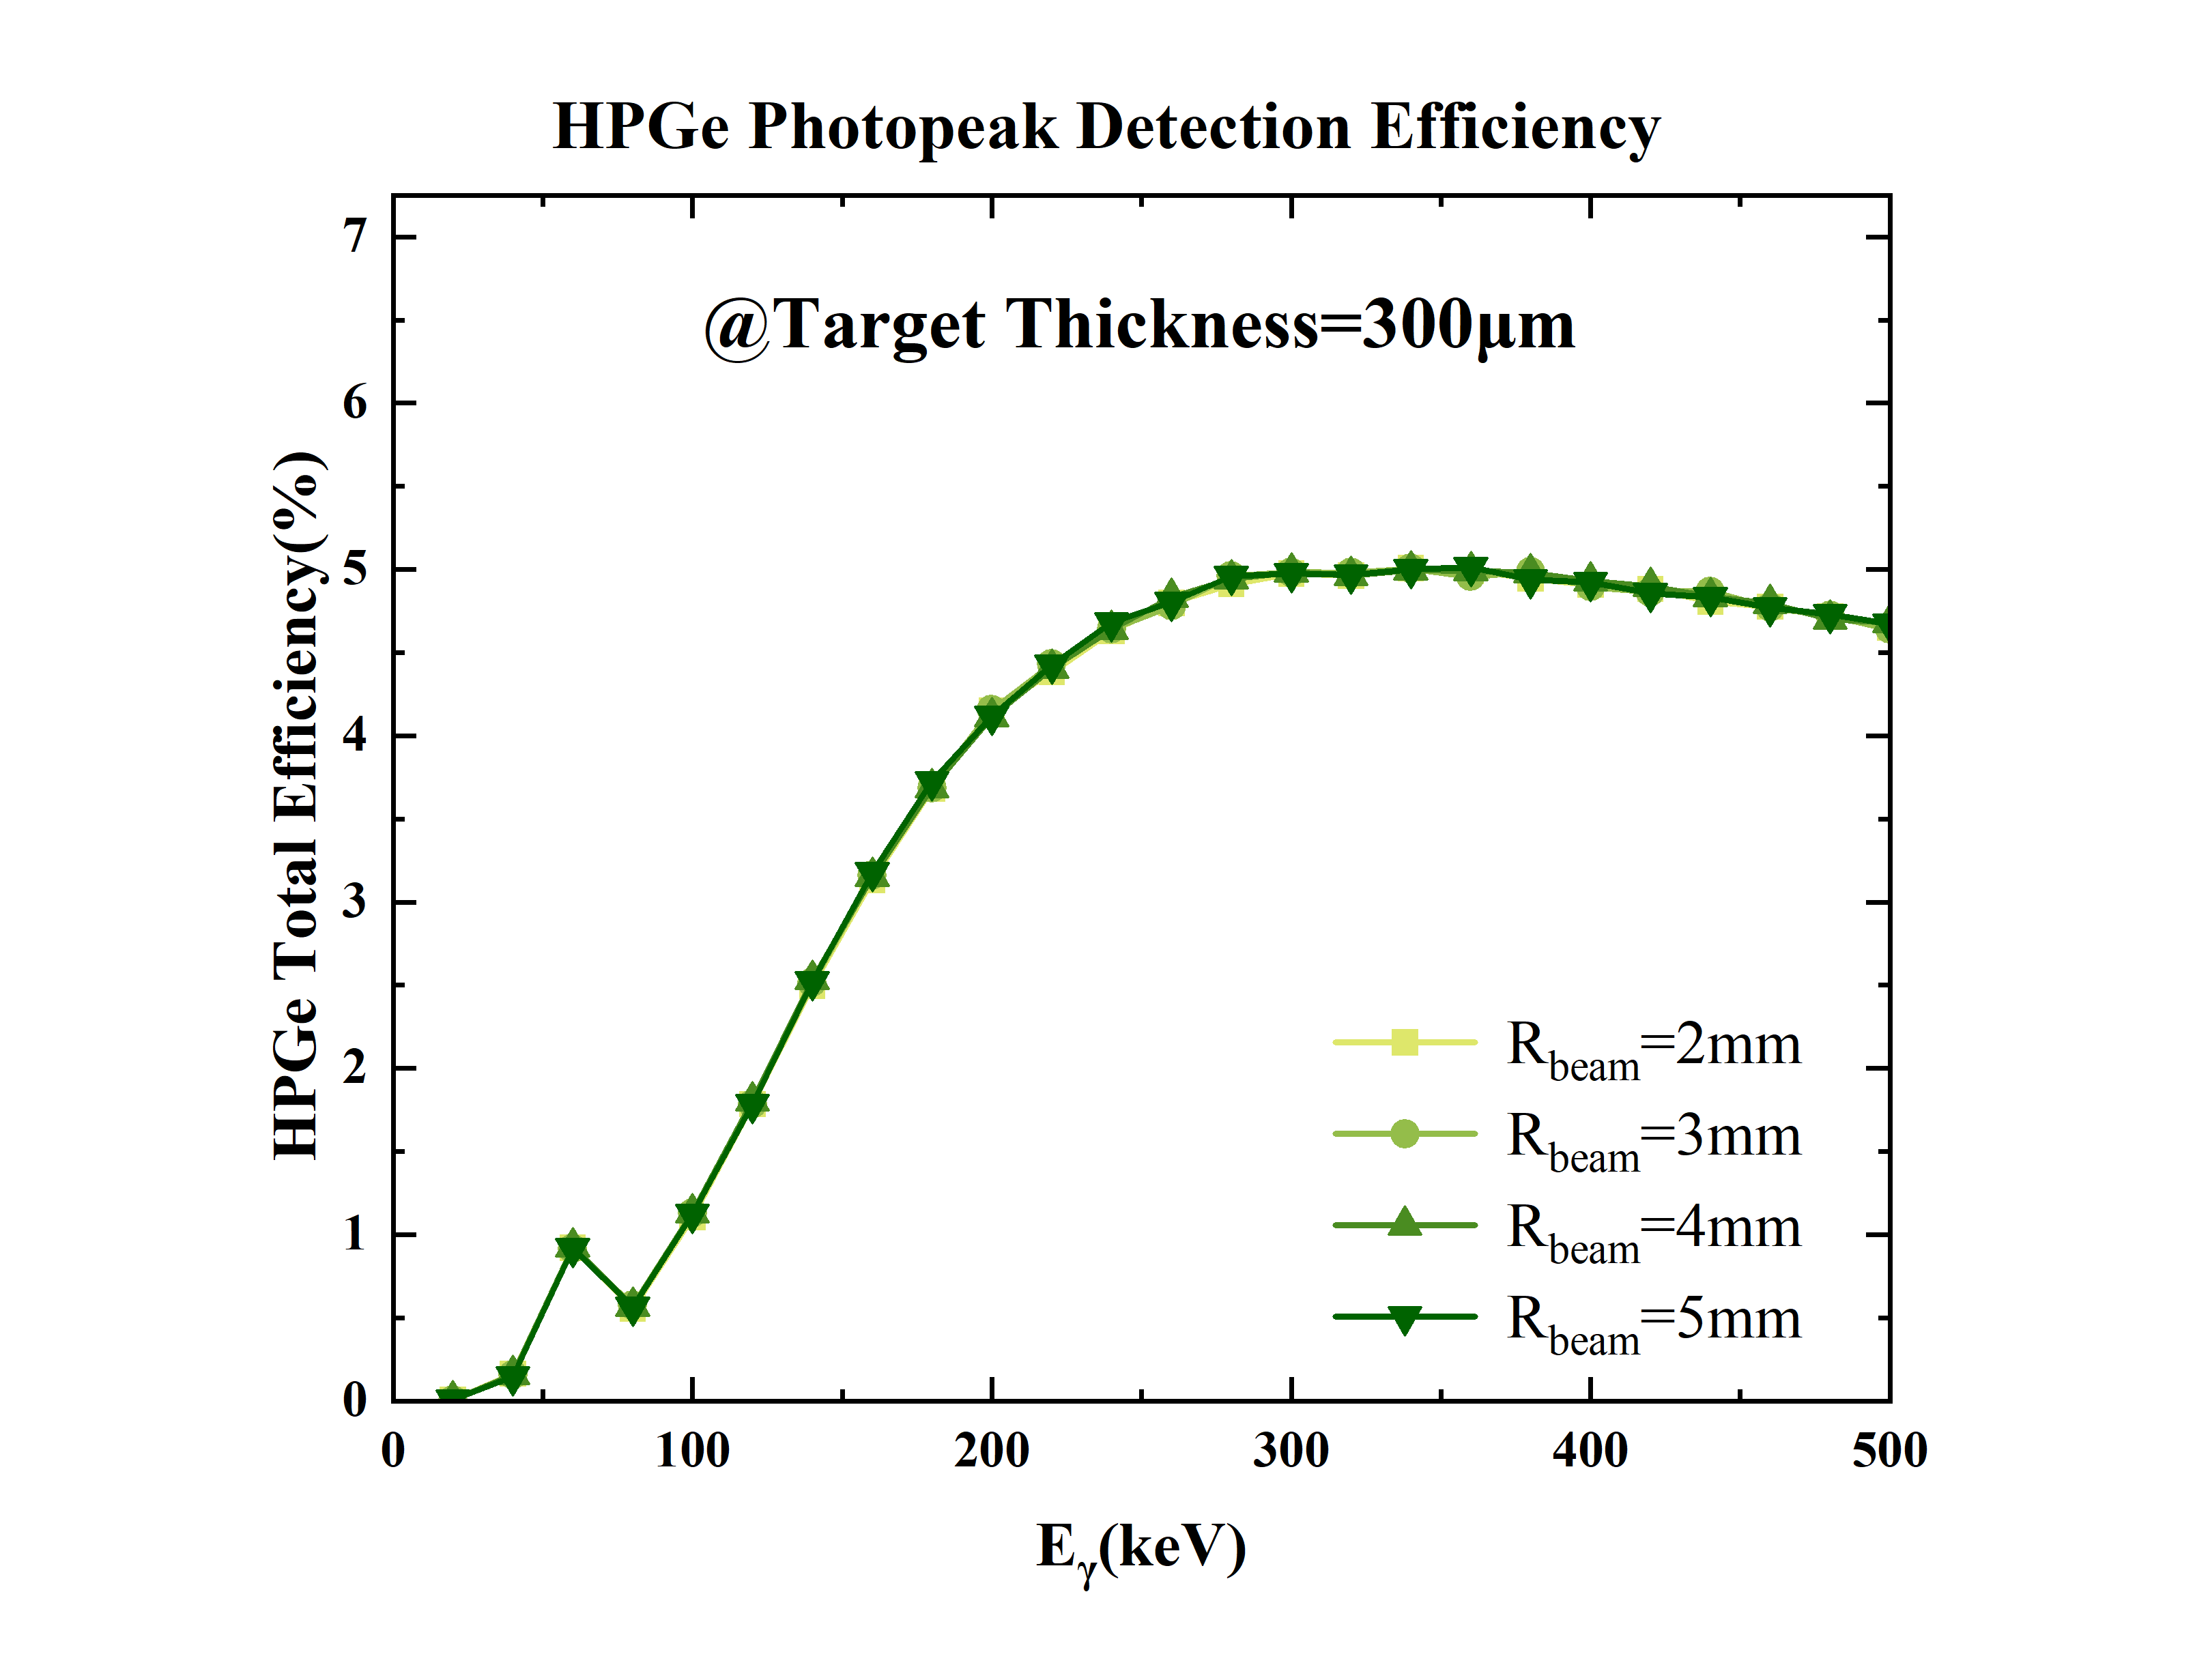 HPGe Photopeak Detection Efficiency
@Target Thickness=300μm
HPGe Total Efficiency(%)
7
6
5
4
3
2
1
0
R_beam=2mm
R_beam=3mm
R_beam=4mm
R_beam=5mm
0 100 200 300 400 500
E_γ(keV)